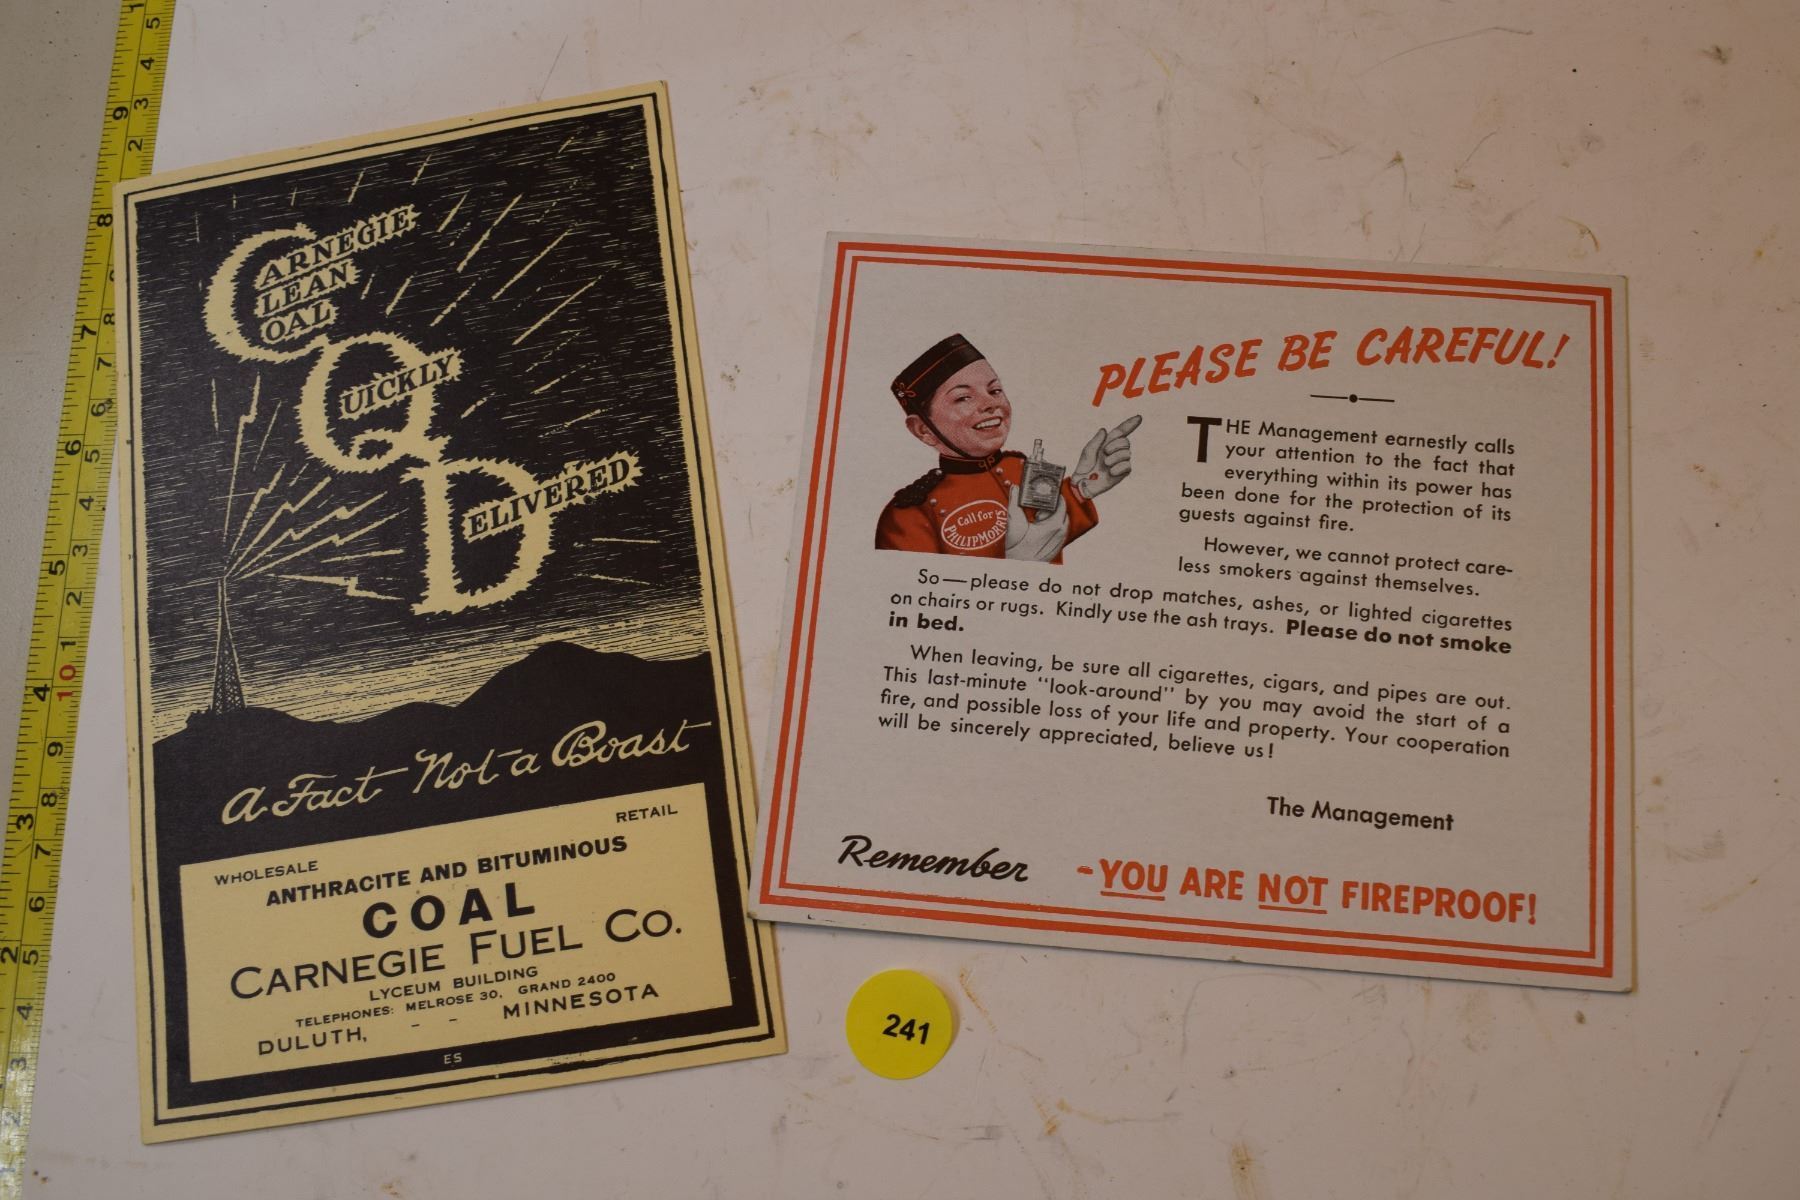 CARNEGIE
CLEAN
COAL
QUICKLY
DELIVERED
A Fact Not a Boast
WHOLESALE RETAIL
ANTHRACITE AND BITUMINOUS
COAL
CARNEGIE FUEL CO.
LYCEUM BUILDING
TELEPHONES: MELROSE 30, GRAND 2400
DULUTH, - - MINNESOTA
ES
PLEASE BE CAREFUL!
Call for
PHILIP MORRIS
THE Management earnestly calls
your attention to the fact that
everything within its power has
been done for the protection of its
guests against fire.
However, we cannot protect care-
less smokers against themselves.
So—please do not drop matches, ashes, or lighted cigarettes
on chairs or rugs. Kindly use the ash trays. Please do not smoke
in bed.
When leaving, be sure all cigarettes, cigars, and pipes are out.
This last-minute "look-around" by you may avoid the start of a
fire, and possible loss of your life and property. Your cooperation
will be sincerely appreciated, believe us!
The Management
Remember - YOU ARE NOT FIREPROOF!
241